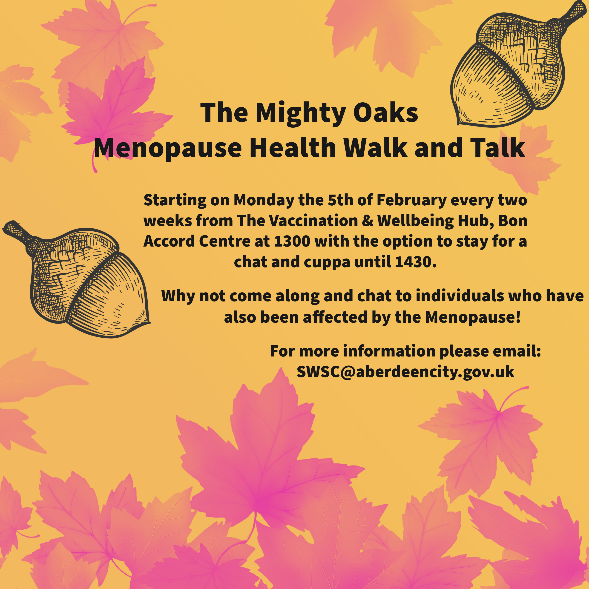 The Mighty Oaks
Menopause Health Walk and Talk
Starting on Monday the 5th of February every two
weeks from The Vaccination & Wellbeing Hub, Bon
Accord Centre at 1300 with the option to stay for a
chat and cuppa until 1430.
Why not come along and chat to individuals who have
also been affected by the Menopause!
For more information please email:
SWSC@aberdeencity.gov.uk